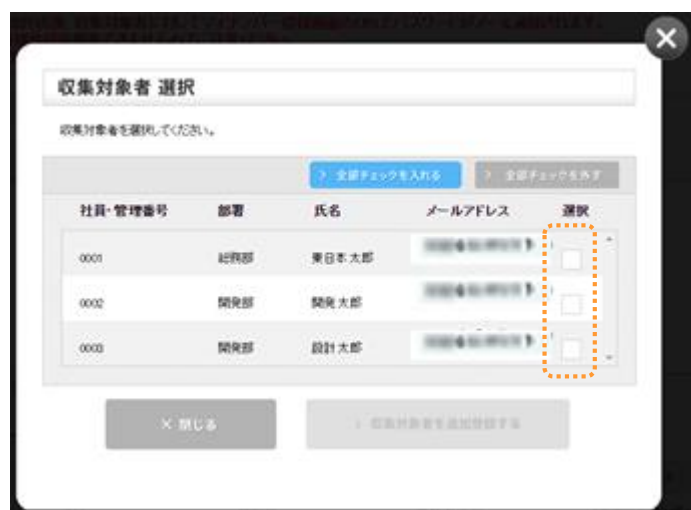 収集対象者 選択
収集対象者を選択してください。
> 全部チェックを入れる > 全部チェックを外す
社員・管理番号 部署 氏名 メールアドレス 選択
0001 総務部 東日本 太郎
0002 開発部 開発 太郎
0003 開発部 設計 太郎
× 閉じる > 収集対象者を追加登録する